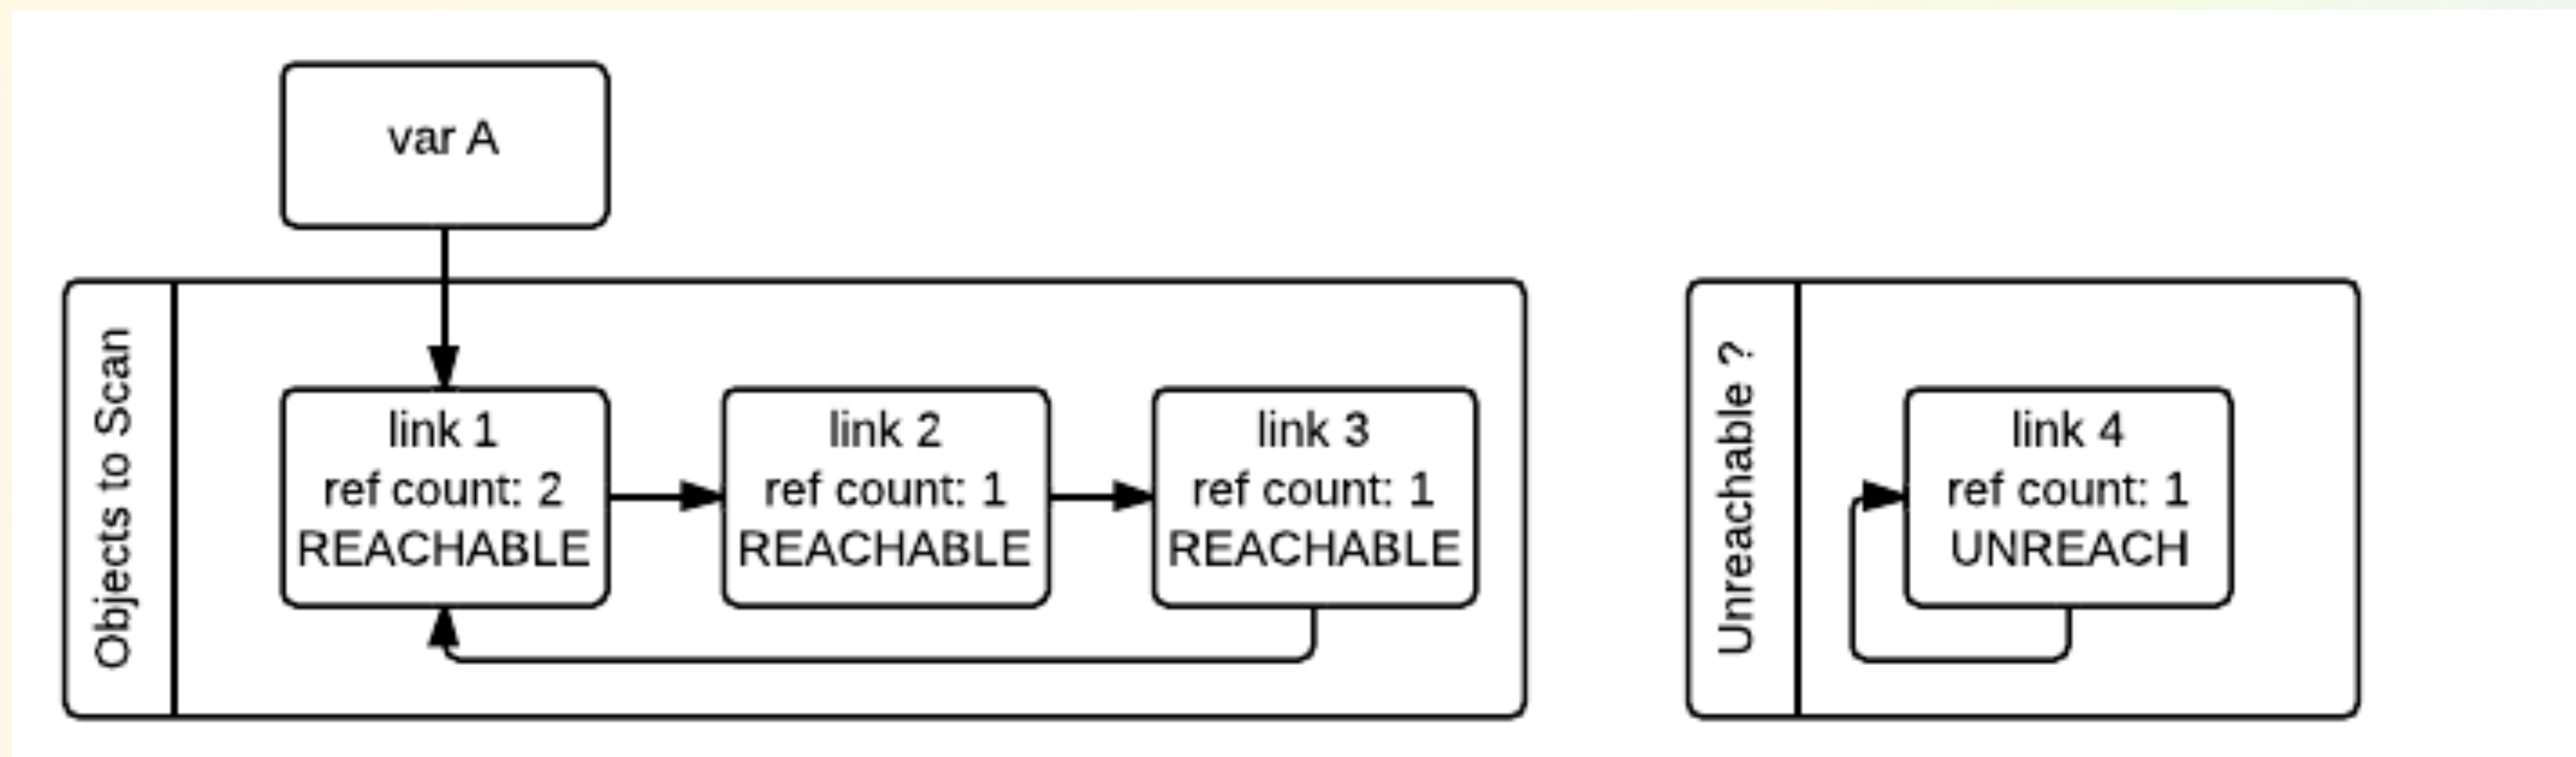 var A
Objects to Scan
link 1
ref count: 2
REACHABLE
link 2
ref count: 1
REACHABLE
link 3
ref count: 1
REACHABLE
Unreachable ?
link 4
ref count: 1
UNREACH